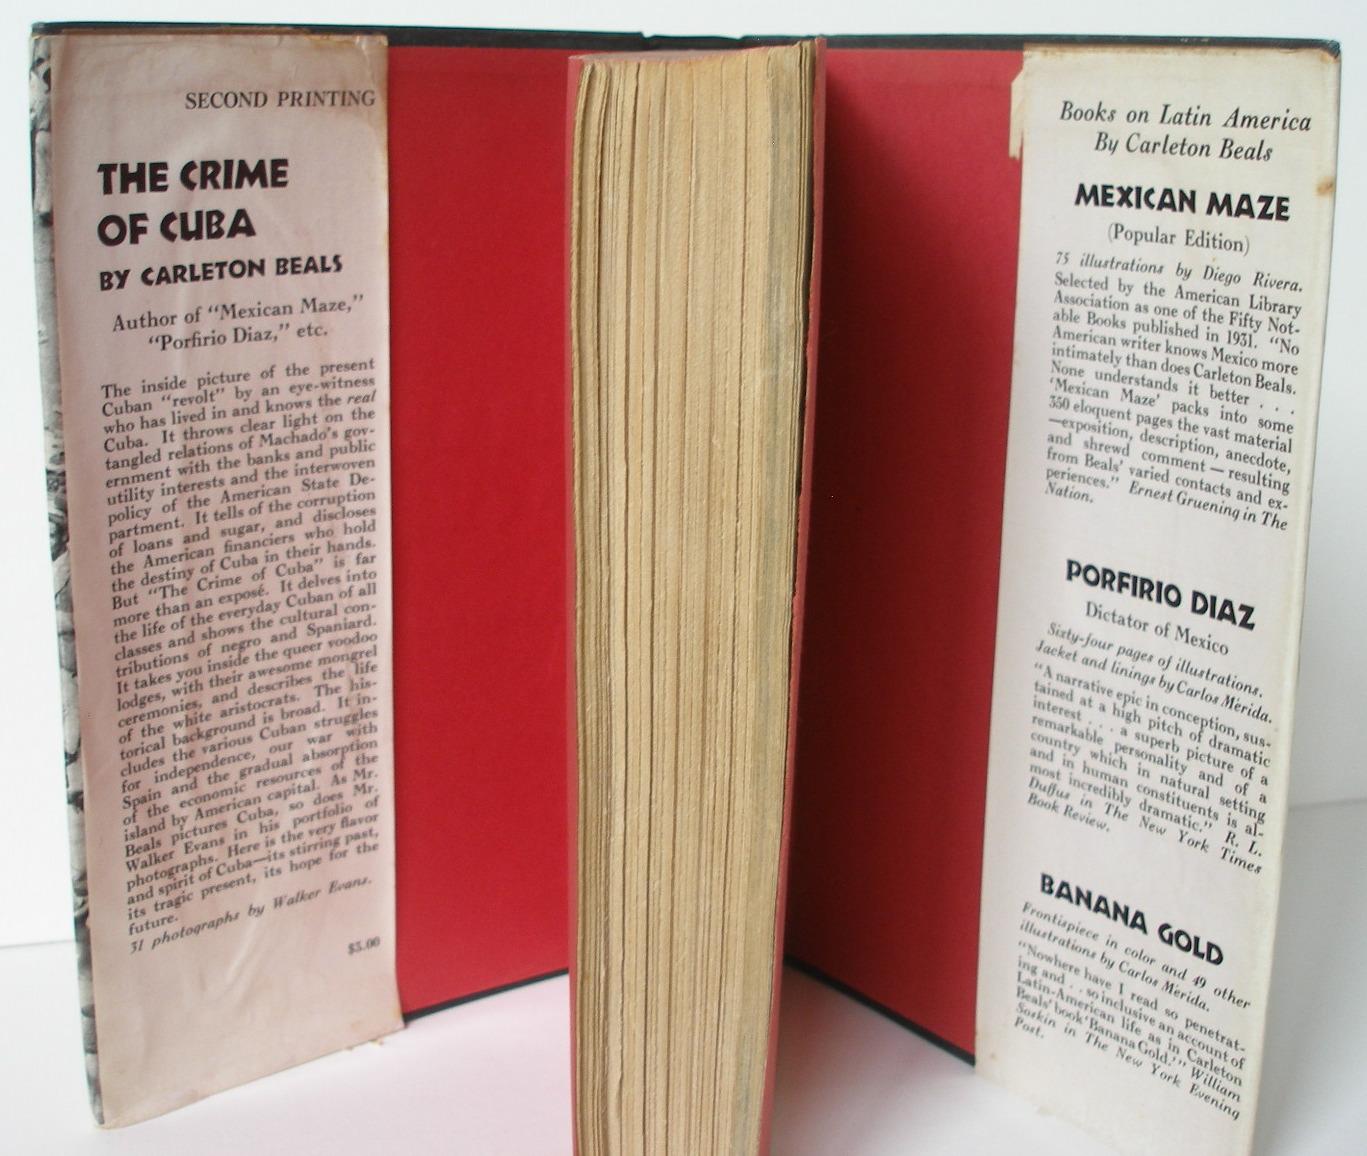 SECOND PRINTING
THE CRIME
OF CUBA
BY CARLETON BEALS
Author of “Mexican Maze,”
“Porfirio Diaz,” etc.
The inside picture of the present
Cuban “revolt” by an eye-witness
who has lived in and knows the real
Cuba. It throws clear light on the
tangled relations of Machado's gov-
ernment with the banks and public
utility interests and the interwoven
policy of the American State De-
partment. It tells of the corruption
of loans and sugar, and discloses
the American financiers who hold
the destiny of Cuba in their hands.
But “The Crime of Cuba” is far
more than an exposé. It delves into
the life of the everyday Cuban of all
classes and shows the cultural con-
tributions of negro and Spaniard.
It takes you inside the queer voodoo
lodges, with their awesome mongrel
ceremonies, and describes the life
of the white aristocrats. The his-
torical background is broad. It in-
cludes the various Cuban struggles
for independence, our war with
Spain and the gradual absorption
of the economic resources of the
island by American capital. As Mr.
Beals pictures Cuba, so does Mr.
Walker Evans in his portfolio of
photographs. Here is the very flavor
and spirit of Cuba—its stirring past,
its tragic present, its hope for the
future.
31 photographs by Walker Evans.
$3.00
Books on Latin America
By Carleton Beals
MEXICAN MAZE
(Popular Edition)
75 illustrations by Diego Rivera.
Selected by the American Library
Association as one of the Fifty Not-
able Books published in 1931. “No
American writer knows Mexico more
intimately than does Carleton Beals.
None understands it better . . .
‘Mexican Maze’ packs into some
350 eloquent pages the vast material
—exposition, description, anecdote,
and shrewd comment—resulting
from Beals' varied contacts and ex-
periences.” Ernest Gruening in The
Nation.
PORFIRIO DIAZ
Dictator of Mexico
Sixty-four pages of illustrations.
Jacket and linings by Carlos Mérida.
“A narrative epic in conception, sus-
tained at a high pitch of dramatic
interest . . . a superb picture of a
remarkable personality and of a
country which in natural setting
and in human constituents is al-
most incredibly dramatic.” R. L.
Duffus in The New York Times
Book Review.
BANANA GOLD
Frontispiece in color and 49 other
illustrations by Carlos Mérida.
“Nowhere have I read so penetrat-
ing and . . so inclusive an account of
Latin-American life as in Carleton
Beals' book ‘Banana Gold.’” William
Soskin in The New York Evening
Post.